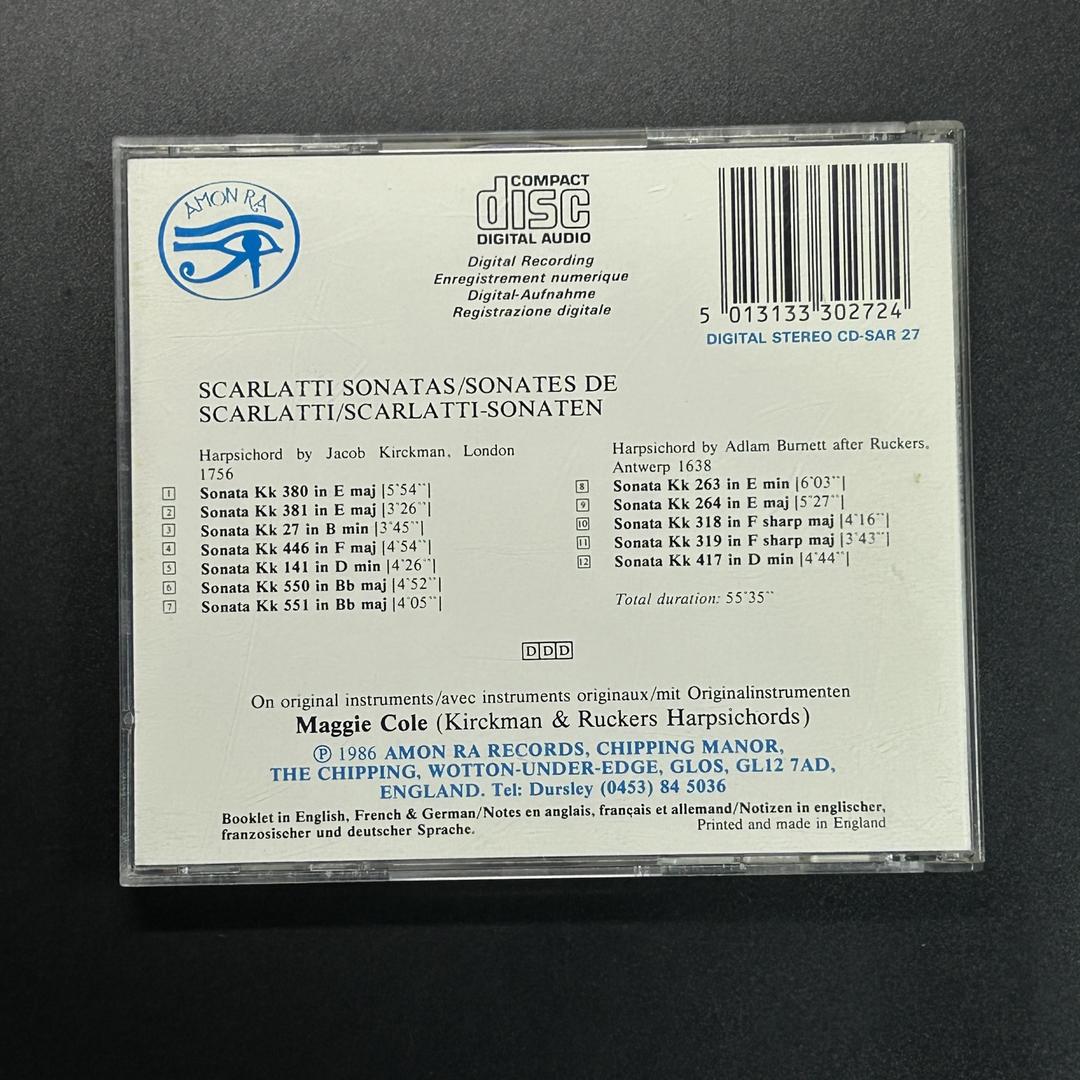 AMON RA
COMPACT
disc
DIGITAL AUDIO
Digital Recording
Enregistrement numerique
Digital-Aufnahme
Registrazione digitale
5 013133 302724
DIGITAL STEREO CD-SAR 27
SCARLATTI SONATAS/SONATES DE
SCARLATTI/SCARLATTI-SONATEN
Harpsichord by Jacob Kirckman, London
1756
1 Sonata Kk 380 in E maj [5'54'']
2 Sonata Kk 381 in E maj [3'26'']
3 Sonata Kk 27 in B min [3'45'']
4 Sonata Kk 446 in F maj [4'54'']
5 Sonata Kk 141 in D min [4'26'']
6 Sonata Kk 550 in Bb maj [4'52'']
7 Sonata Kk 551 in Bb maj [4'05'']
Harpsichord by Adlam Burnett after Ruckers,
Antwerp 1638
8 Sonata Kk 263 in E min [6'03'']
9 Sonata Kk 264 in E maj [5'27'']
10 Sonata Kk 318 in F sharp maj [4'16'']
11 Sonata Kk 319 in F sharp maj [3'43'']
12 Sonata Kk 417 in D min [4'44'']
Total duration: 55'35''
DDD
On original instruments/avec instruments originaux/mit Originalinstrumenten
Maggie Cole (Kirckman & Ruckers Harpsichords)
℗ 1986 AMON RA RECORDS, CHIPPING MANOR,
THE CHIPPING, WOTTON-UNDER-EDGE, GLOS, GL12 7AD,
ENGLAND. Tel: Dursley (0453) 84 5036
Booklet in English, French & German/Notes en anglais, français et allemand/Notizen in englischer,
franzosischer und deutscher Sprache.
Printed and made in England